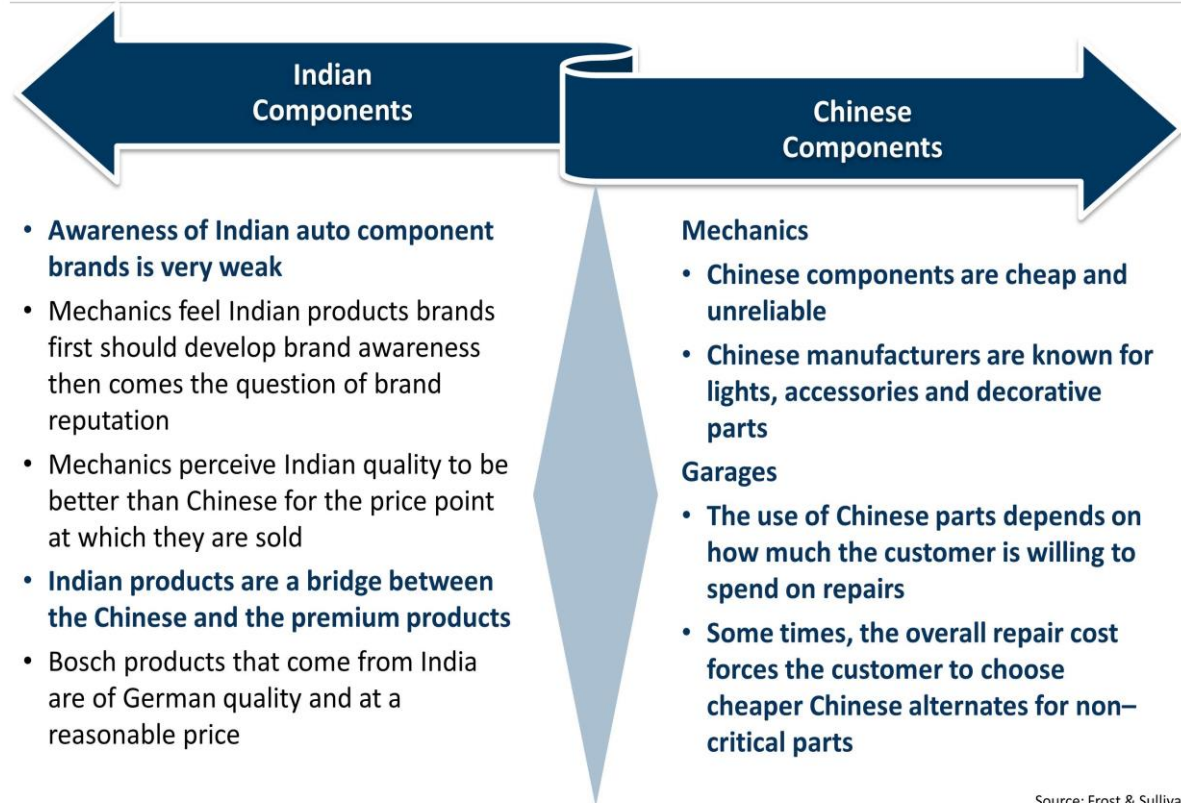 Indian
Components
Chinese
Components
• Awareness of Indian auto component
brands is very weak
• Mechanics feel Indian products brands
first should develop brand awareness
then comes the question of brand
reputation
• Mechanics perceive Indian quality to be
better than Chinese for the price point
at which they are sold
• Indian products are a bridge between
the Chinese and the premium products
• Bosch products that come from India
are of German quality and at a
reasonable price
Mechanics
• Chinese components are cheap and
unreliable
• Chinese manufacturers are known for
lights, accessories and decorative
parts
Garages
• The use of Chinese parts depends on
how much the customer is willing to
spend on repairs
• Some times, the overall repair cost
forces the customer to choose
cheaper Chinese alternates for non–
critical parts
Source: Frost & Sulliva